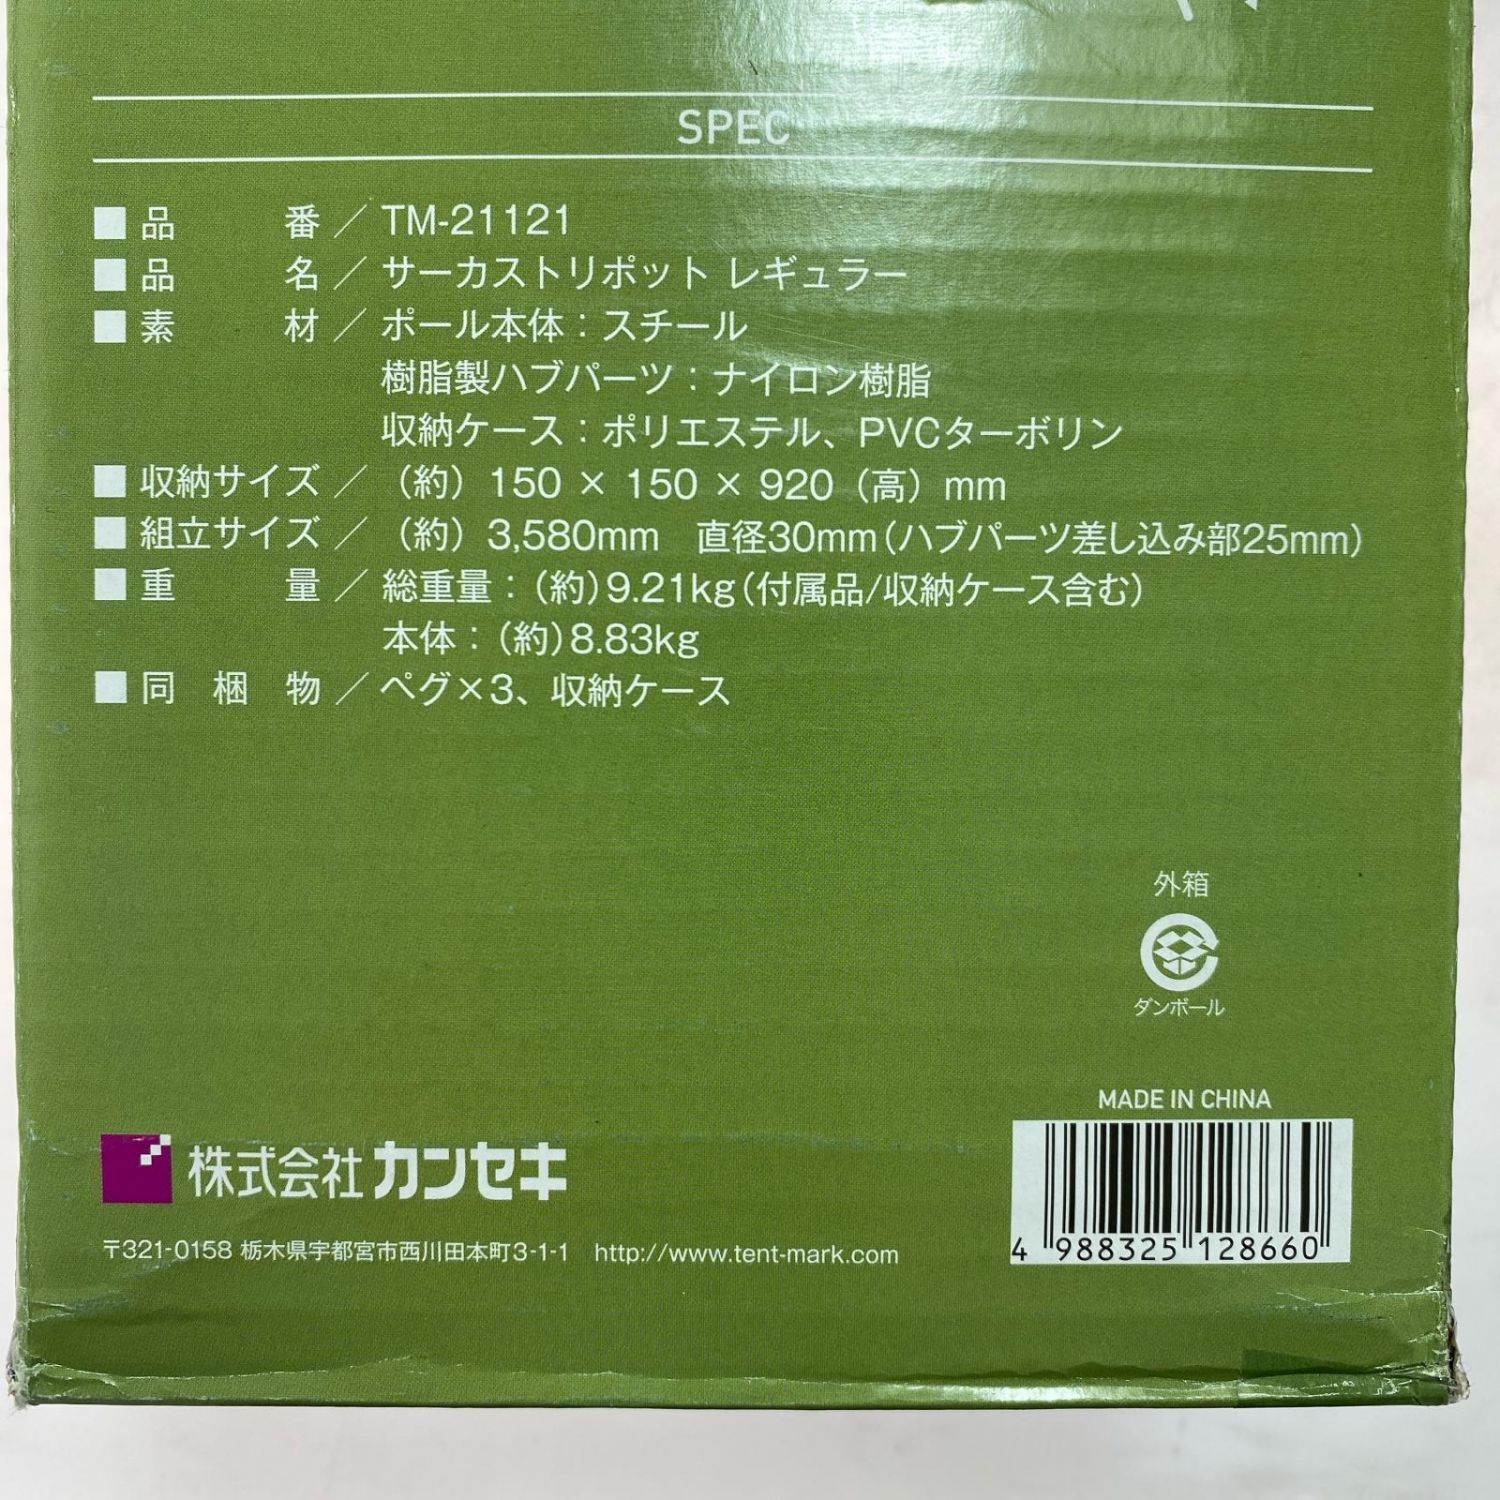 SPEC
■品番／TM-21121
■品名／サーカストリポット レギュラー
■素材／ポール本体：スチール
樹脂製ハブパーツ：ナイロン樹脂
収納ケース：ポリエステル、PVCターポリン
■収納サイズ／（約）150 × 150 × 920（高）mm
■組立サイズ／（約）3,580mm　直径30mm（ハブパーツ差し込み部25mm）
■重量／総重量：（約）9.21kg（付属品/収納ケース含む）
本体：（約）8.83kg
■同梱物／ペグ×3、収納ケース
外箱
ダンボール
MADE IN CHINA
株式会社カンセキ
〒321-0158 栃木県宇都宮市西川田本町3-1-1　http://www.tent-mark.com
4 988325 128660